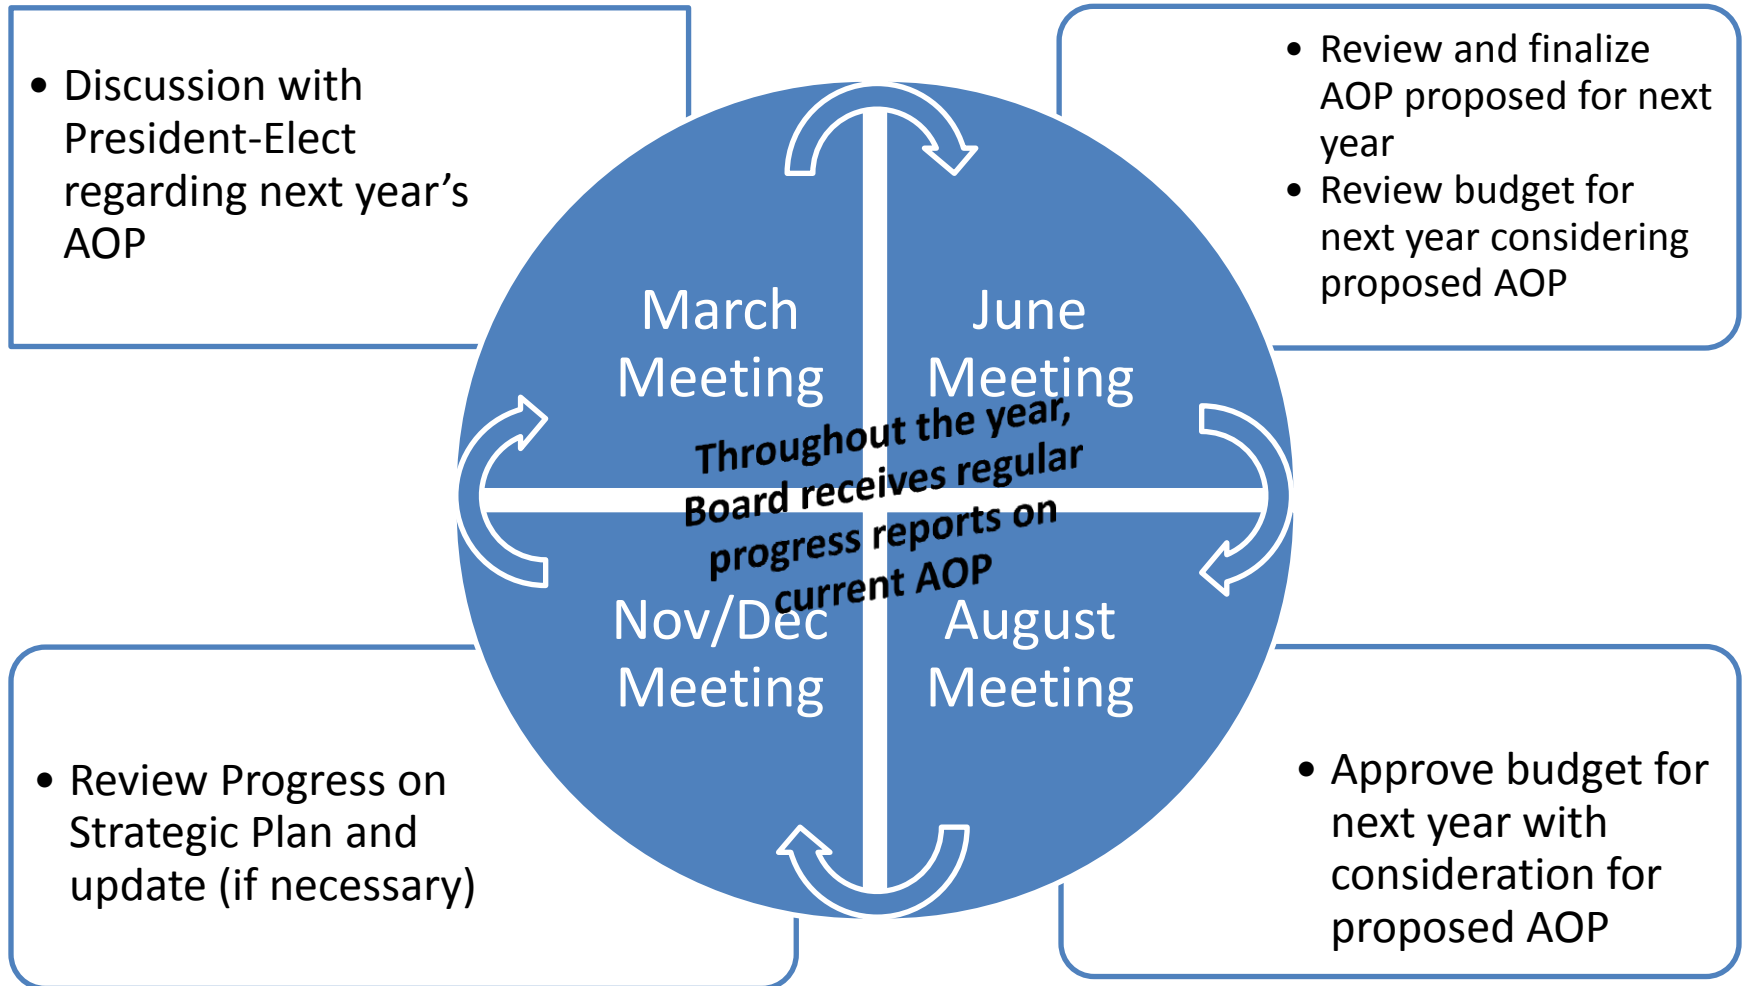 • Discussion with
President-Elect
regarding next year’s
AOP
• Review and finalize
AOP proposed for next
year
• Review budget for
next year considering
proposed AOP
March
Meeting
June
Meeting
Throughout the year,
Board receives regular
progress reports on
current AOP
Nov/Dec
Meeting
August
Meeting
• Review Progress on
Strategic Plan and
update (if necessary)
• Approve budget for
next year with
consideration for
proposed AOP